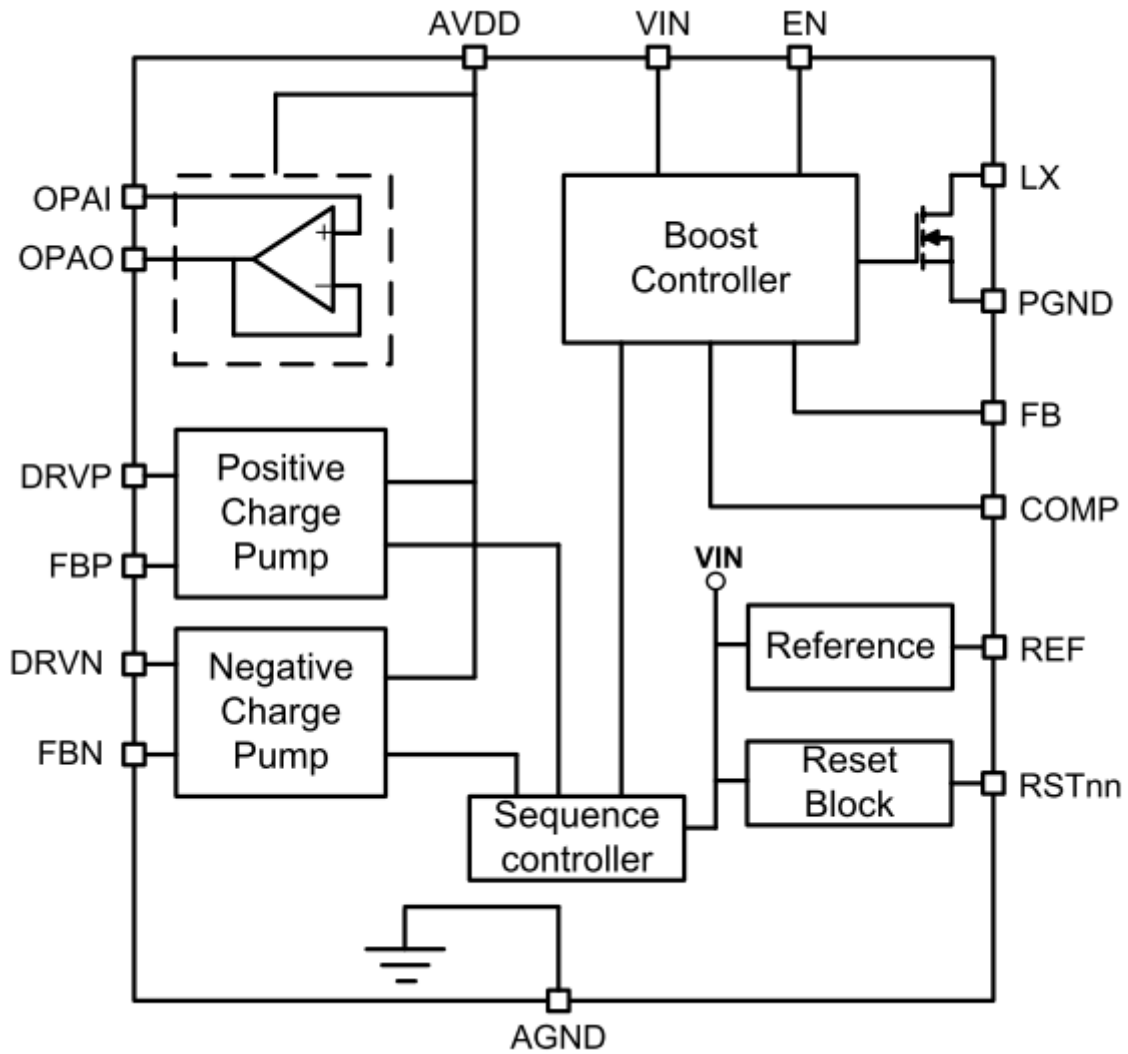 AVDD
VIN
EN
OPAI
OPAO
+
−
Boost
Controller
LX
PGND
FB
COMP
DRVP
FBP
Positive
Charge
Pump
DRVN
FBN
Negative
Charge
Pump
VIN
Reference
REF
Reset
Block
RSTnn
Sequence
controller
AGND